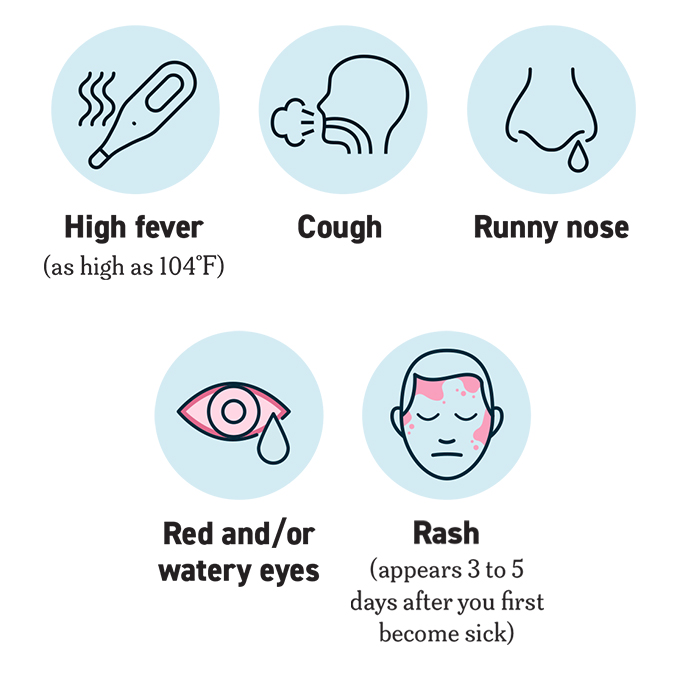 High fever
(as high as 104°F)
Cough
Runny nose
Red and/or
watery eyes
Rash
(appears 3 to 5
days after you first
become sick)